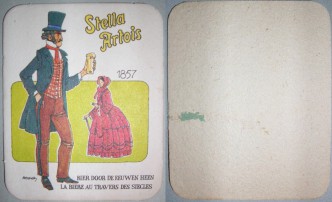 Stella
Artois
1857
BIER DOOR DE EEUWEN HEEN
LA BIERE AU TRAVERS DES SIECLES